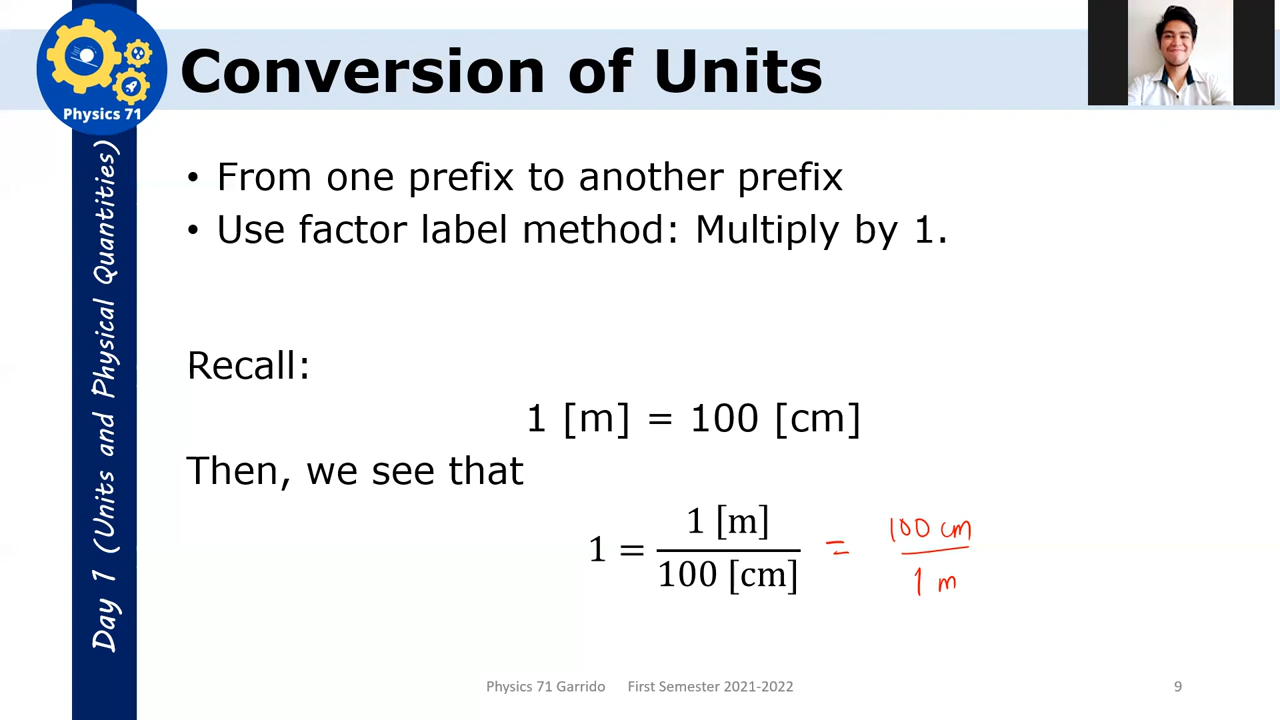 Physics 71
Conversion of Units
Day 1 (Units and Physical Quantities)
• From one prefix to another prefix
• Use factor label method: Multiply by 1.
Recall:
1 [m] = 100 [cm]
Then, we see that
1 = 1 [m] / 100 [cm] = 100 cm / 1 m
Physics 71 Garrido First Semester 2021-2022 9